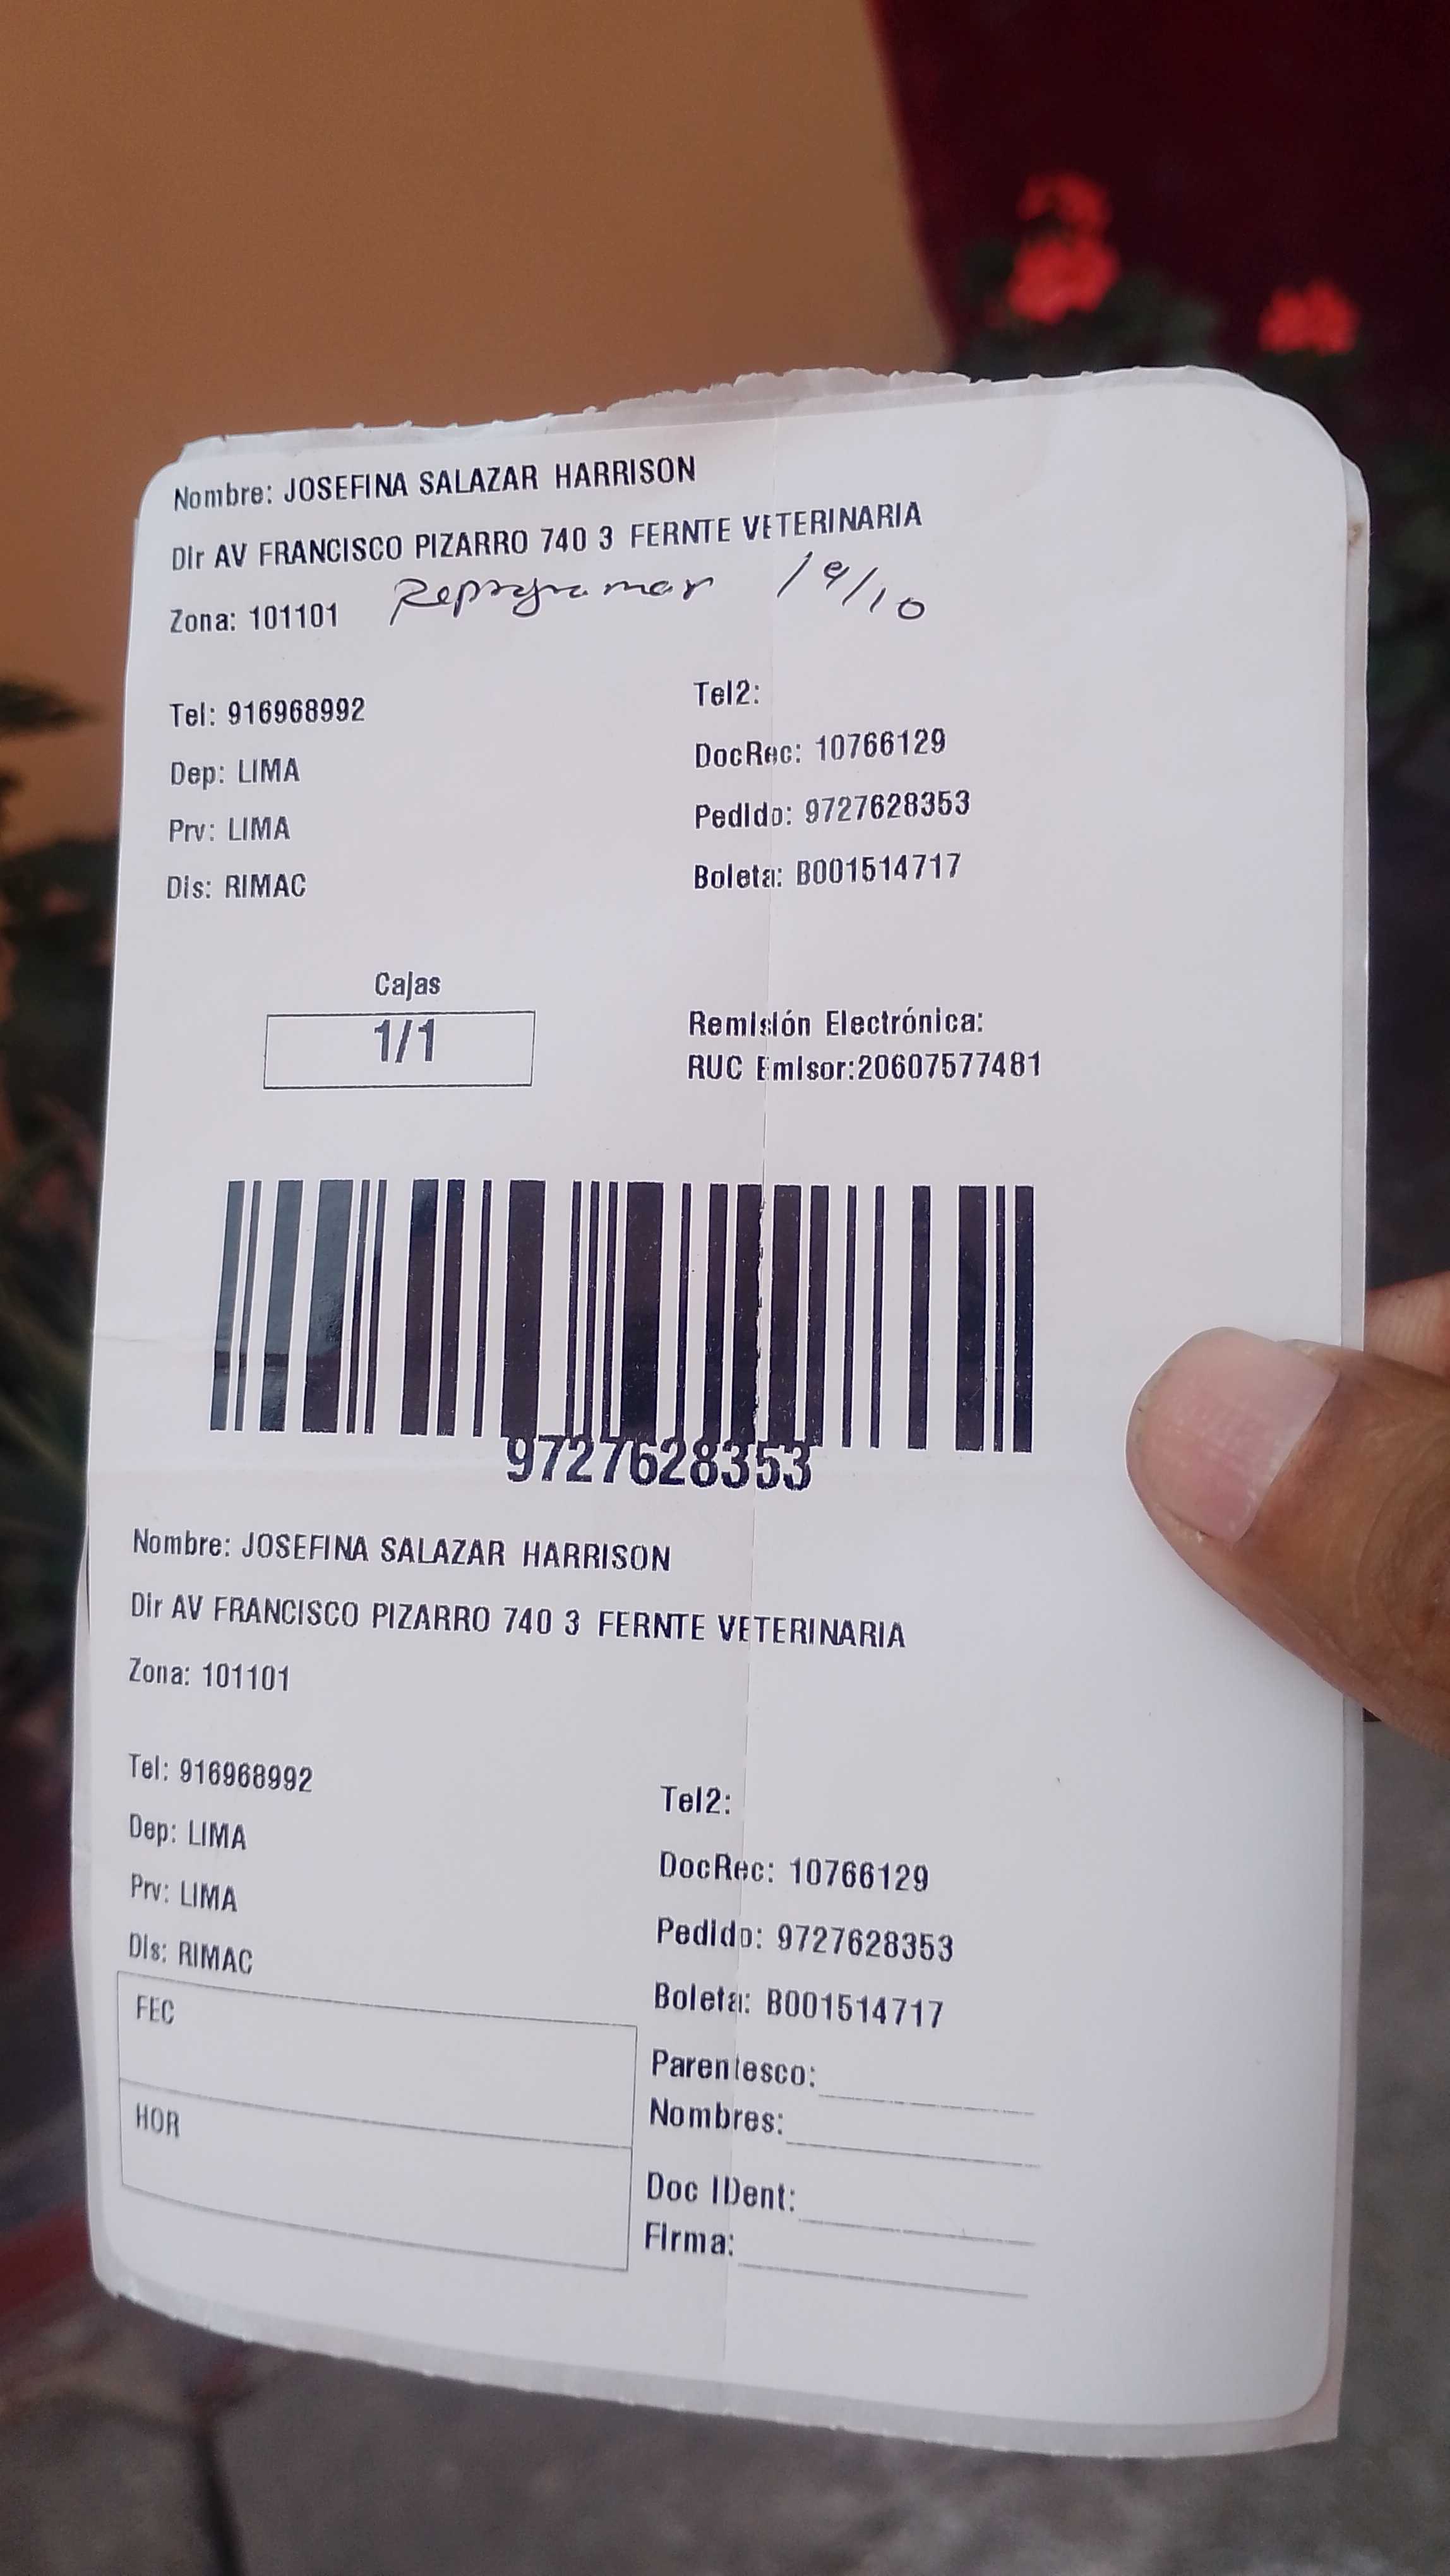 Nombre: JOSEFINA SALAZAR HARRISON
Dir AV FRANCISCO PIZARRO 740 3 FERNTE VETERINARIA
Zona: 101101 Reprogramar 19/10
Tel: 916968992 Tel2:
Dep: LIMA DocRec: 10766129
Prv: LIMA Pedido: 9727628353
Dis: RIMAC Boleta: B001514717
Cajas
1/1
Remisión Electrónica:
RUC Emisor:20607577481
9727628353
Nombre: JOSEFINA SALAZAR HARRISON
Dir AV FRANCISCO PIZARRO 740 3 FERNTE VETERINARIA
Zona: 101101
Tel: 916968992 Tel2:
Dep: LIMA DocRec: 10766129
Prv: LIMA Pedido: 9727628353
Dis: RIMAC Boleta: B001514717
FEC
HOR
Parentesco:
Nombres:
Doc IDent:
Firma: